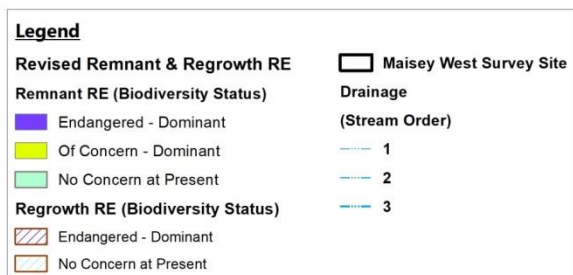 Legend
Revised Remnant & Regrowth RE
Remnant RE (Biodiversity Status)
Endangered - Dominant
Of Concern - Dominant
No Concern at Present
Regrowth RE (Biodiversity Status)
Endangered - Dominant
No Concern at Present
Maisey West Survey Site
Drainage
(Stream Order)
1
2
3